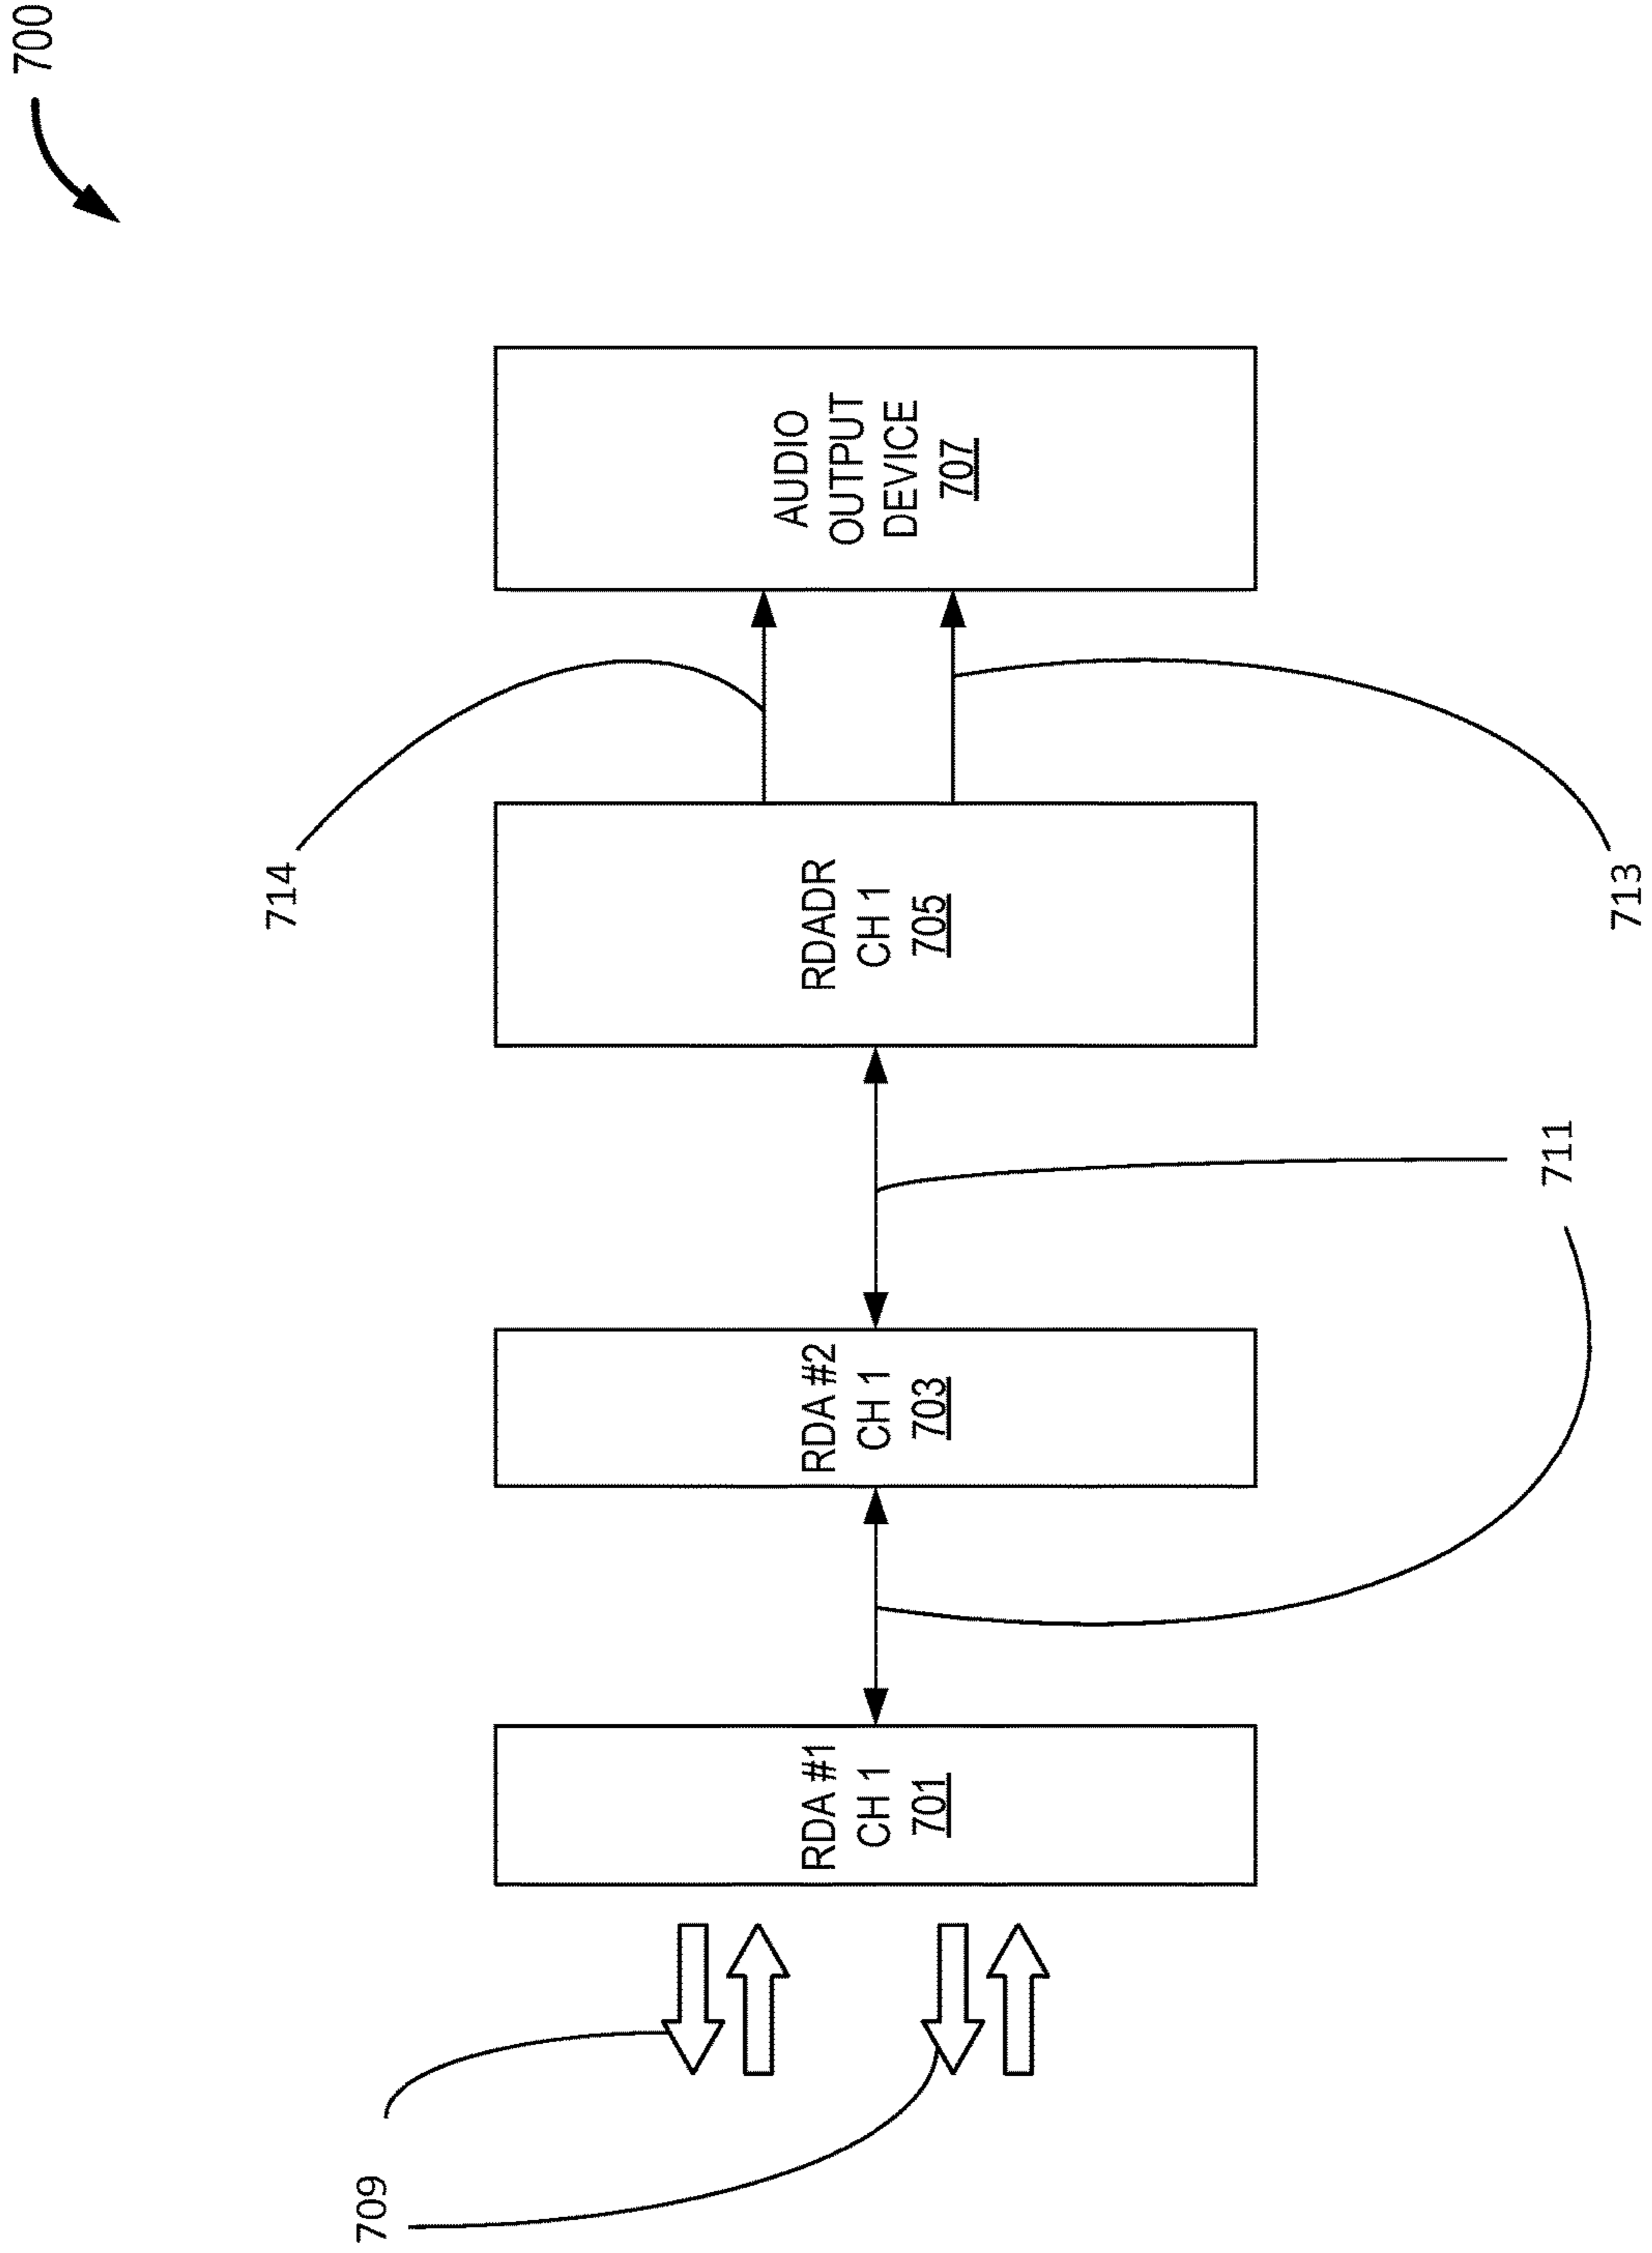 700
709
RDA #1
CH 1
701
RDA #2
CH 1
703
711
714
RDADR
CH 1
705
713
AUDIO
OUTPUT
DEVICE
707